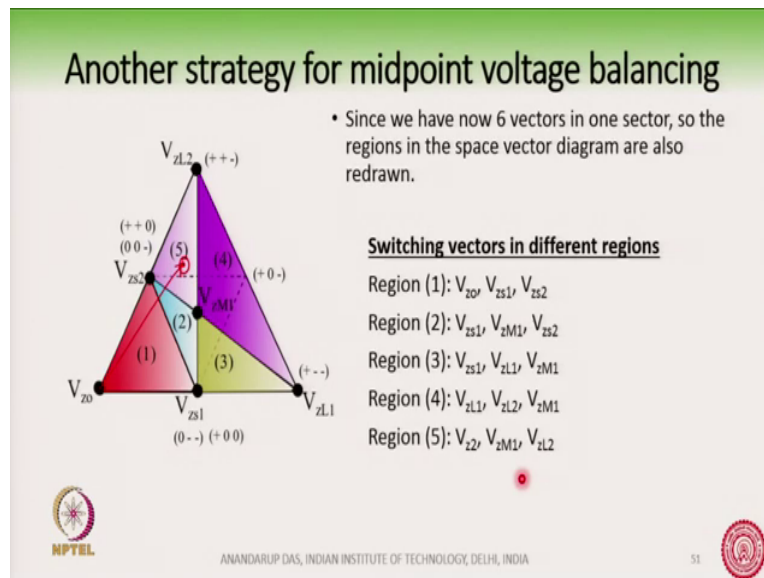 Another strategy for midpoint voltage balancing
• Since we have now 6 vectors in one sector, so the
regions in the space vector diagram are also
redrawn.
V_zL2 (+ + -)
(+ + 0)
(0 0 -)
(5)
(4)
V_zs2
(+ 0 -)
V_zM1
(2)
(1)
(3)
(+ - -)
V_zo
V_zs1
V_zL1
(0 - -) (+ 0 0)
Switching vectors in different regions
Region (1): V_zo, V_zs1, V_zs2
Region (2): V_zs1, V_zM1, V_zs2
Region (3): V_zs1, V_zL1, V_zM1
Region (4): V_zL1, V_zL2, V_zM1
Region (5): V_z2, V_zM1, V_zL2
NPTEL
ANANDARUP DAS, INDIAN INSTITUTE OF TECHNOLOGY, DELHI, INDIA
51